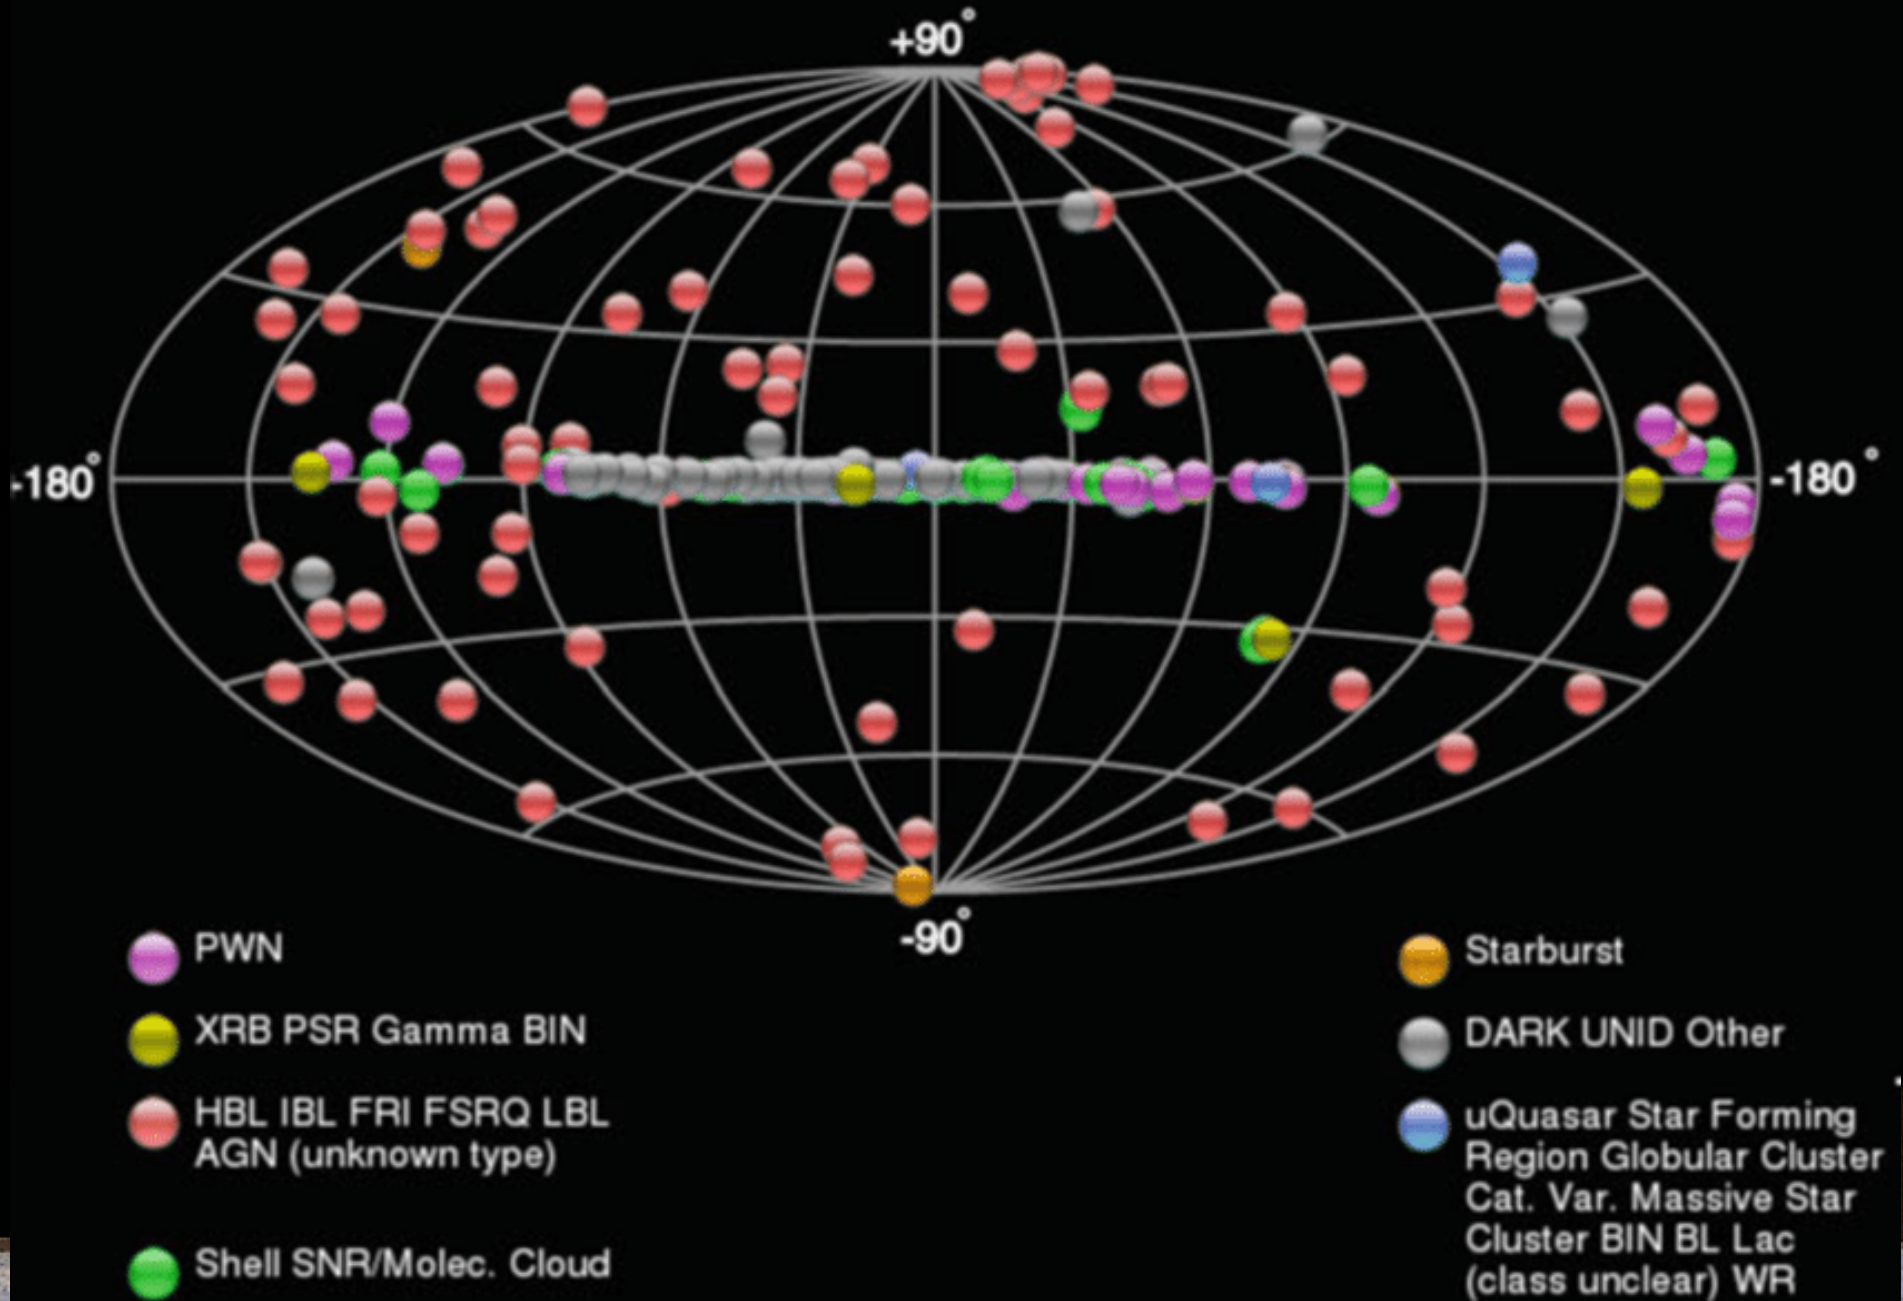 +90°
-180°
-180°
-90°
PWN
XRB PSR Gamma BIN
HBL IBL FRI FSRQ LBL
AGN (unknown type)
Shell SNR/Molec. Cloud
Starburst
DARK UNID Other
uQuasar Star Forming
Region Globular Cluster
Cat. Var. Massive Star
Cluster BIN BL Lac
(class unclear) WR